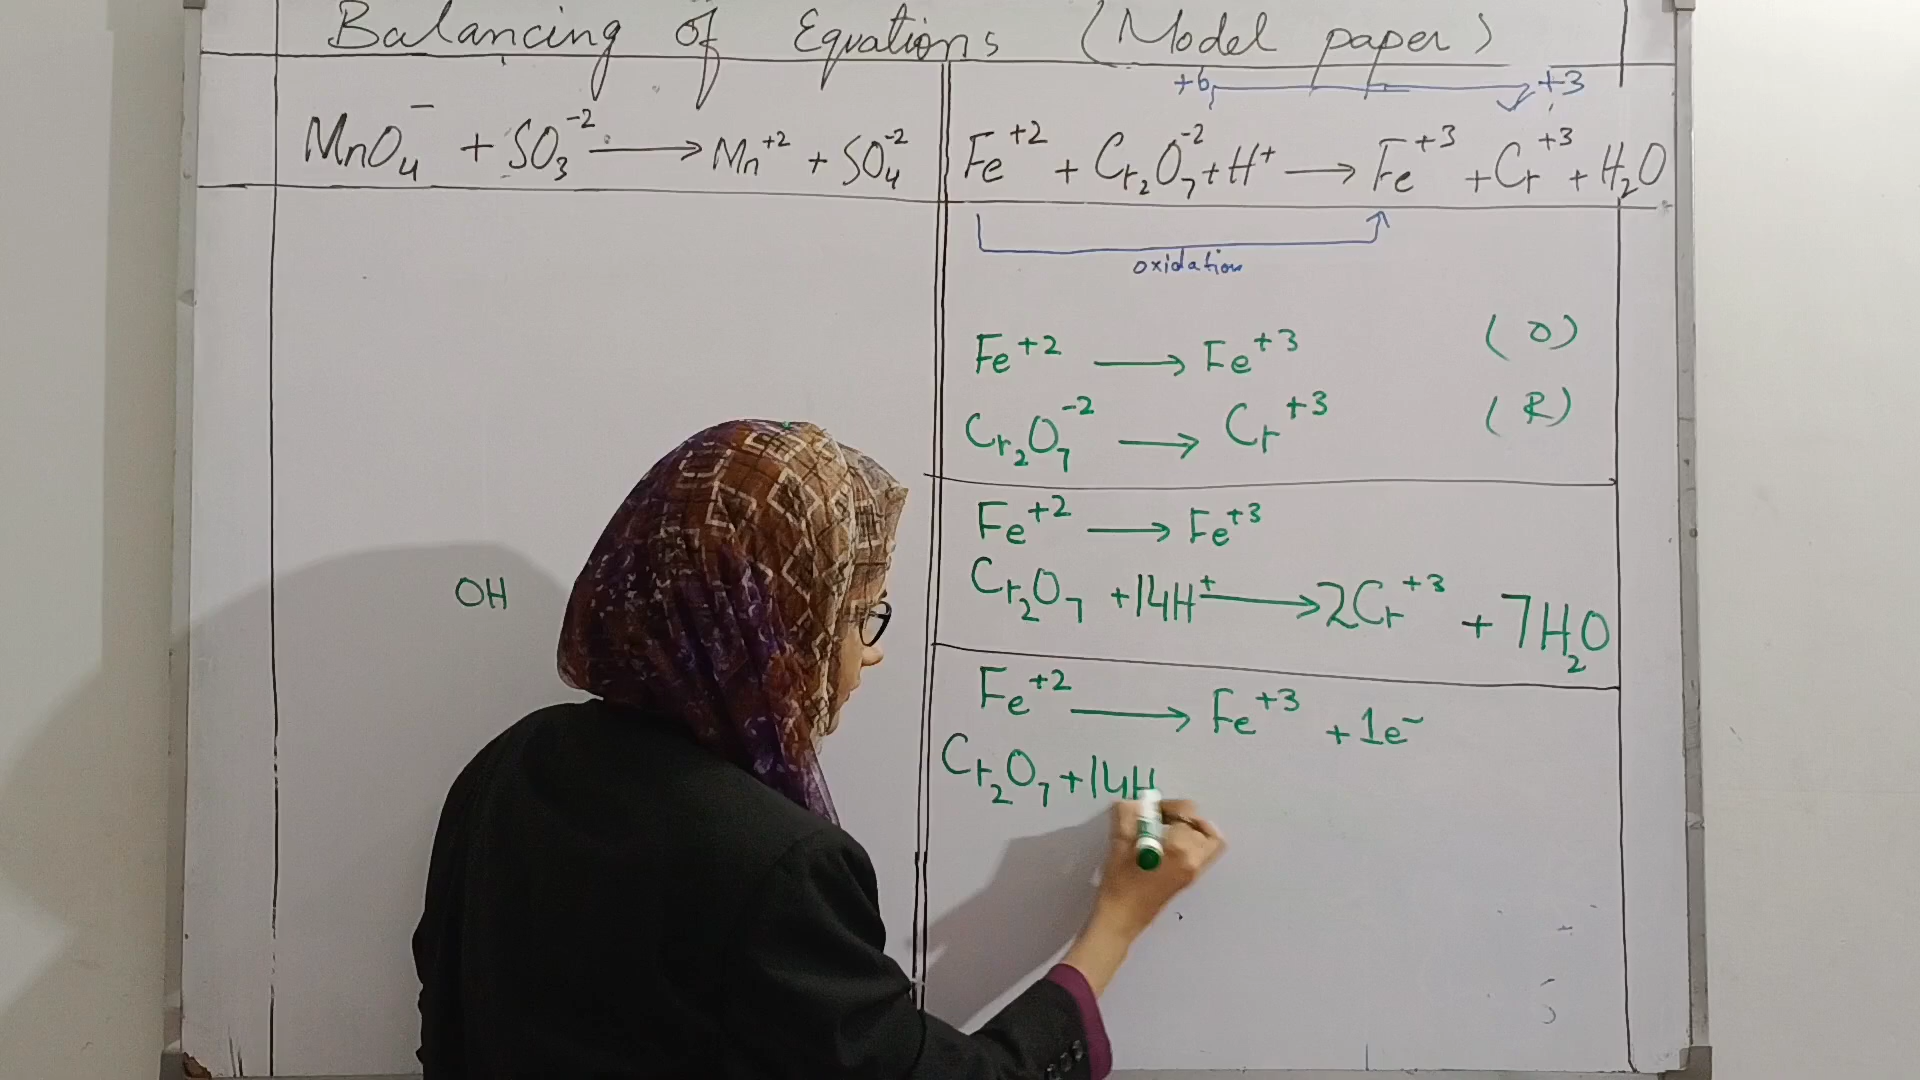 Balancing of Equations (Model paper)
MnO₄⁻ + SO₃⁻² ⟶ Mn⁺² + SO₄⁻²
+6 +3
Fe⁺² + Cr₂O₇⁻² + H⁺ ⟶ Fe⁺³ + Cr⁺³ + H₂O
oxidation
Fe⁺² ⟶ Fe⁺³ (O)
Cr₂O₇⁻² ⟶ Cr⁺³ (R)
Fe⁺² ⟶ Fe⁺³
Cr₂O₇ + 14H⁺ ⟶ 2Cr⁺³ + 7H₂O
OH
Fe⁺² ⟶ Fe⁺³ + 1e⁻
Cr₂O₇ + 14H